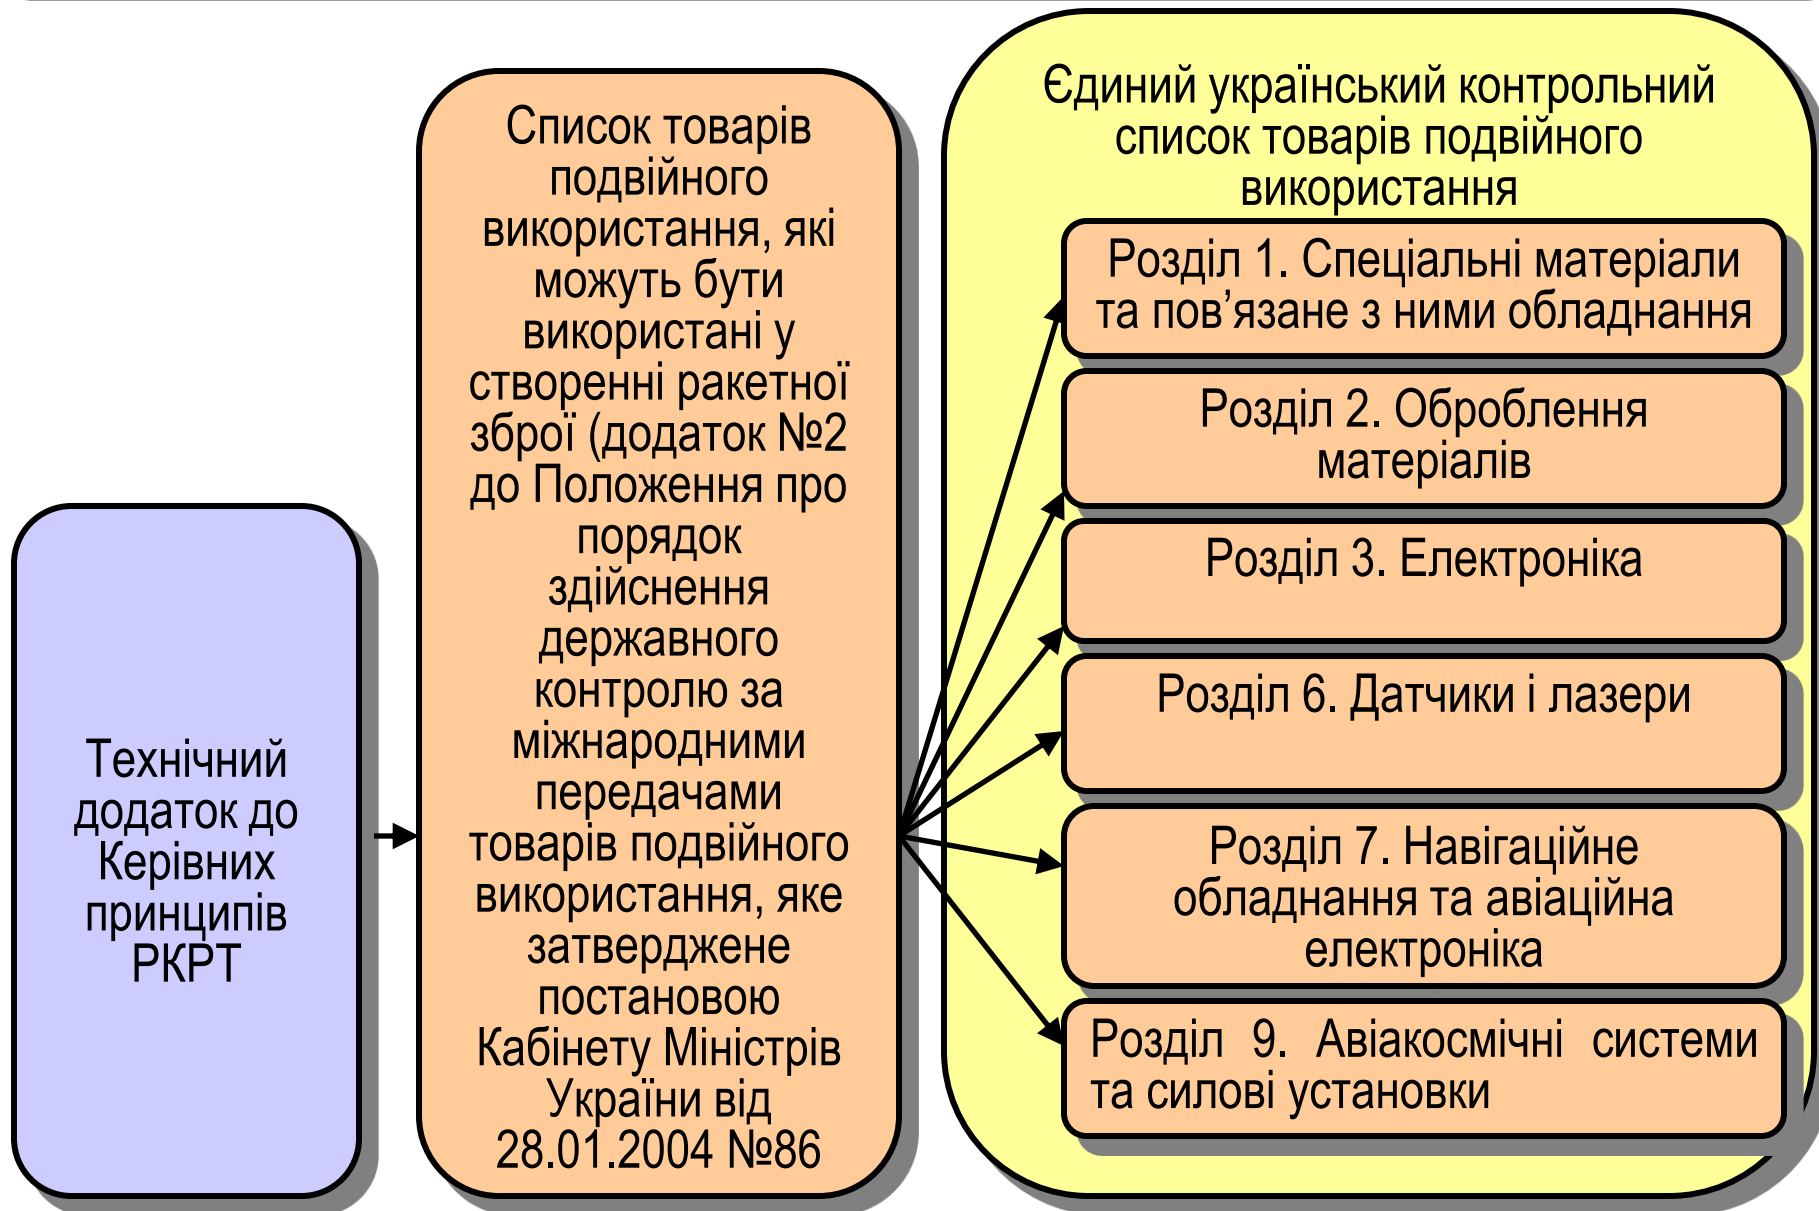 Технічний
додаток до
Керівних
принципів
РКРТ
Список товарів
подвійного
використання, які
можуть бути
використані у
створенні ракетної
зброї (додаток №2
до Положення про
порядок
здійснення
державного
контролю за
міжнародними
передачами
товарів подвійного
використання, яке
затверджене
постановою
Кабінету Міністрів
України від
28.01.2004 №86
Єдиний український контрольний
список товарів подвійного
використання
Розділ 1. Спеціальні матеріали
та пов’язане з ними обладнання
Розділ 2. Оброблення
матеріалів
Розділ 3. Електроніка
Розділ 6. Датчики і лазери
Розділ 7. Навігаційне
обладнання та авіаційна
електроніка
Розділ 9. Авіакосмічні системи
та силові установки